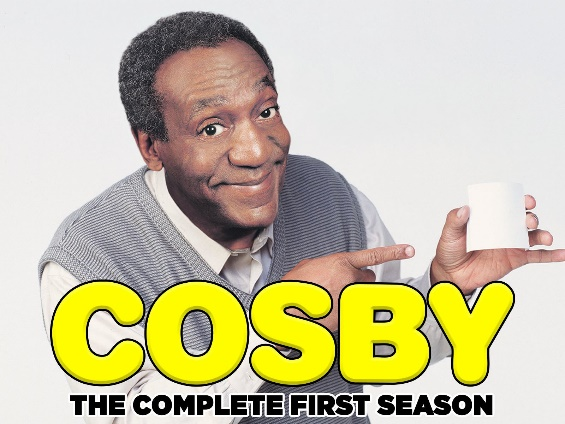 COSBY
THE COMPLETE FIRST SEASON